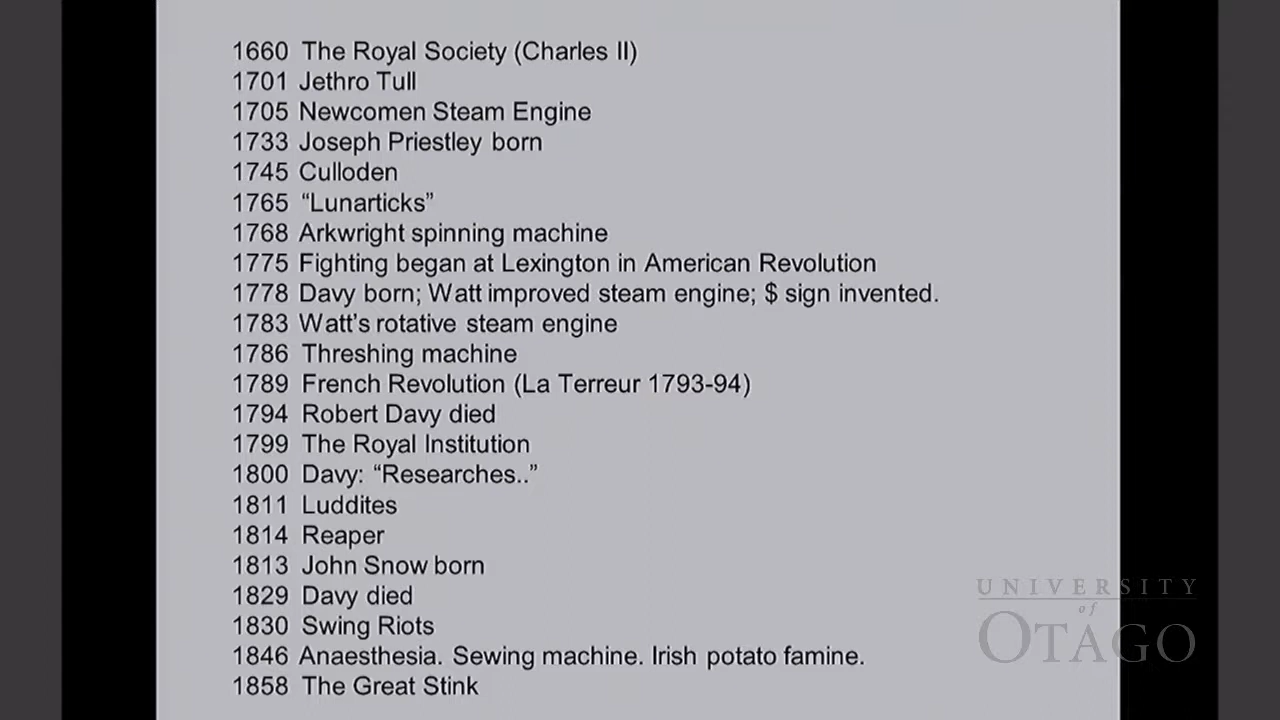 1660 The Royal Society (Charles II)
1701 Jethro Tull
1705 Newcomen Steam Engine
1733 Joseph Priestley born
1745 Culloden
1765 “Lunarticks”
1768 Arkwright spinning machine
1775 Fighting began at Lexington in American Revolution
1778 Davy born; Watt improved steam engine; $ sign invented.
1783 Watt’s rotative steam engine
1786 Threshing machine
1789 French Revolution (La Terreur 1793-94)
1794 Robert Davy died
1799 The Royal Institution
1800 Davy: “Researches..”
1811 Luddites
1814 Reaper
1813 John Snow born
1829 Davy died
1830 Swing Riots
1846 Anaesthesia. Sewing machine. Irish potato famine.
1858 The Great Stink
UNIVERSITY
of
OTAGO